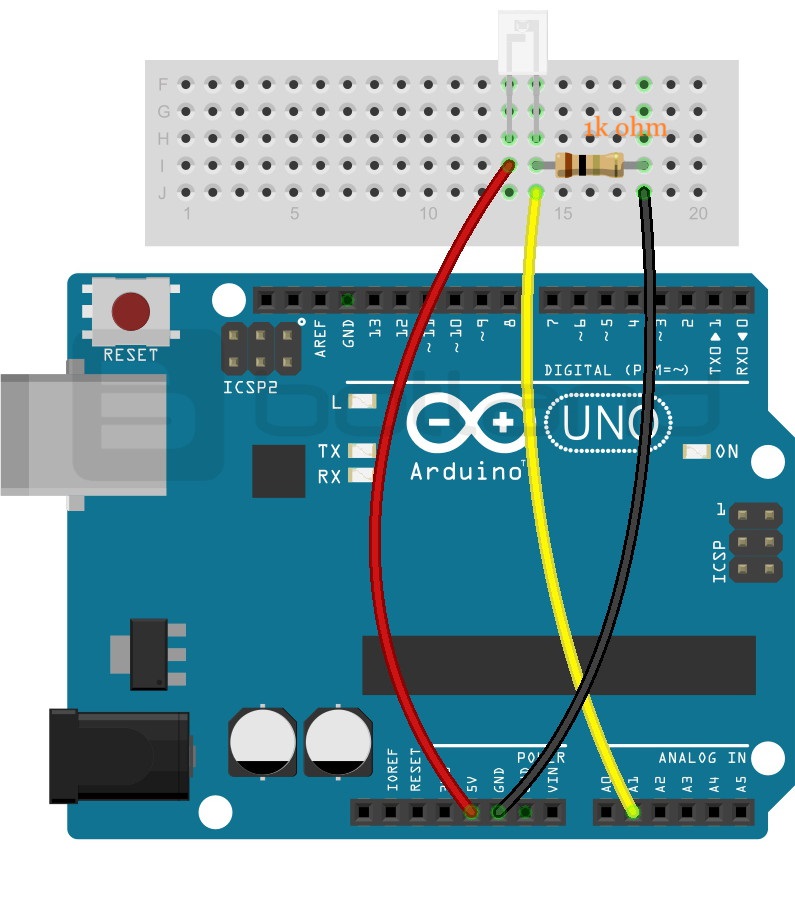 F
G
1k ohm
H
I
J
1 5 10 15 20
RESET
AREF GND 13 12 ~11 ~10 ~9 8 7 ~6 ~5 4 ~3 2 TX0▶1 RX0◀0
ICSP2
DIGITAL (PWM=~)
L
TX
RX
UNO
ON
Arduino
1
ICSP
POWER
ANALOG IN
IOREF RESET 5V GND VIN A0 A1 A2 A3 A4 A5